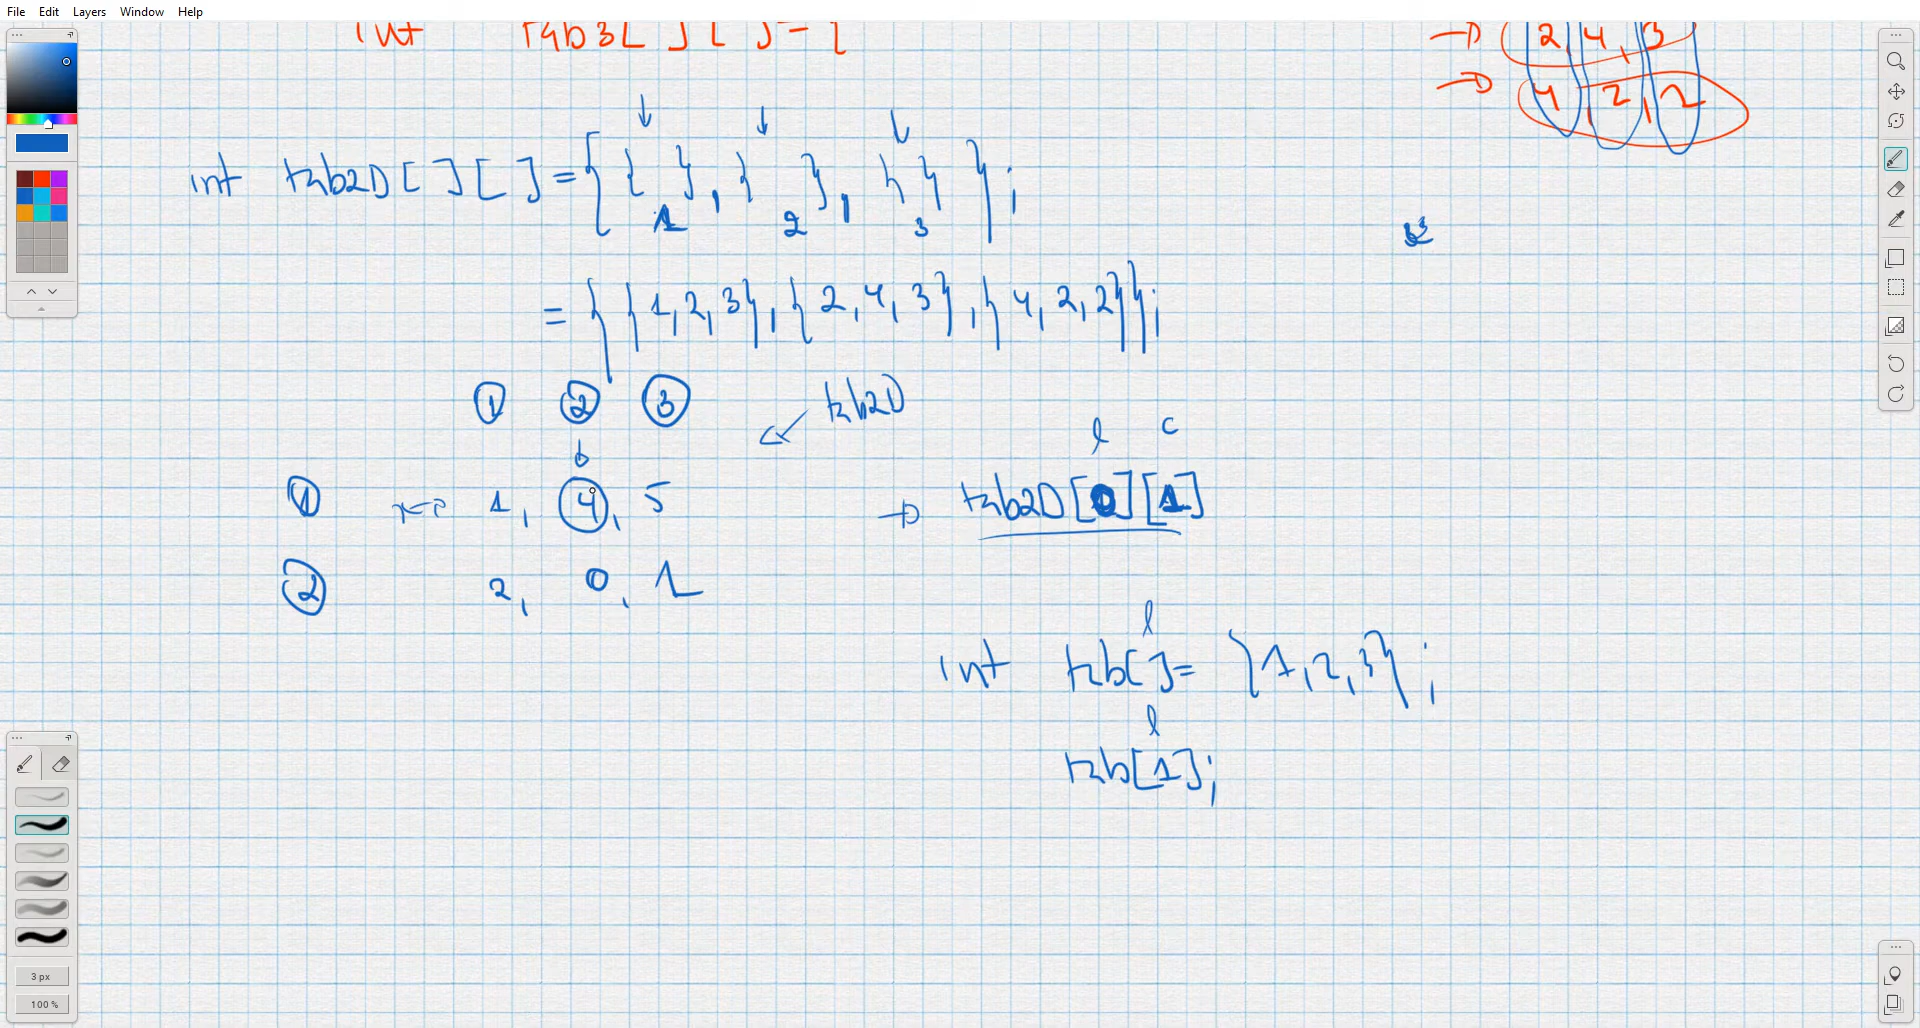 File Edit Layers Window Help
int tab3[ ][ ]={
2, 4, 3
4, 2, 2
int tab2D[ ][ ]={ { }, { }, { } };
1 2 3
= { {1,2,3}, {2,4,3}, {4,2,2}};
1 2 3
tab2D
l c
1 1, 4, 5
tab2D[0][1]
2 2, 0, 1
l
int tab[ ]= {1,2,3};
l
tab[1];
3 px
100 %